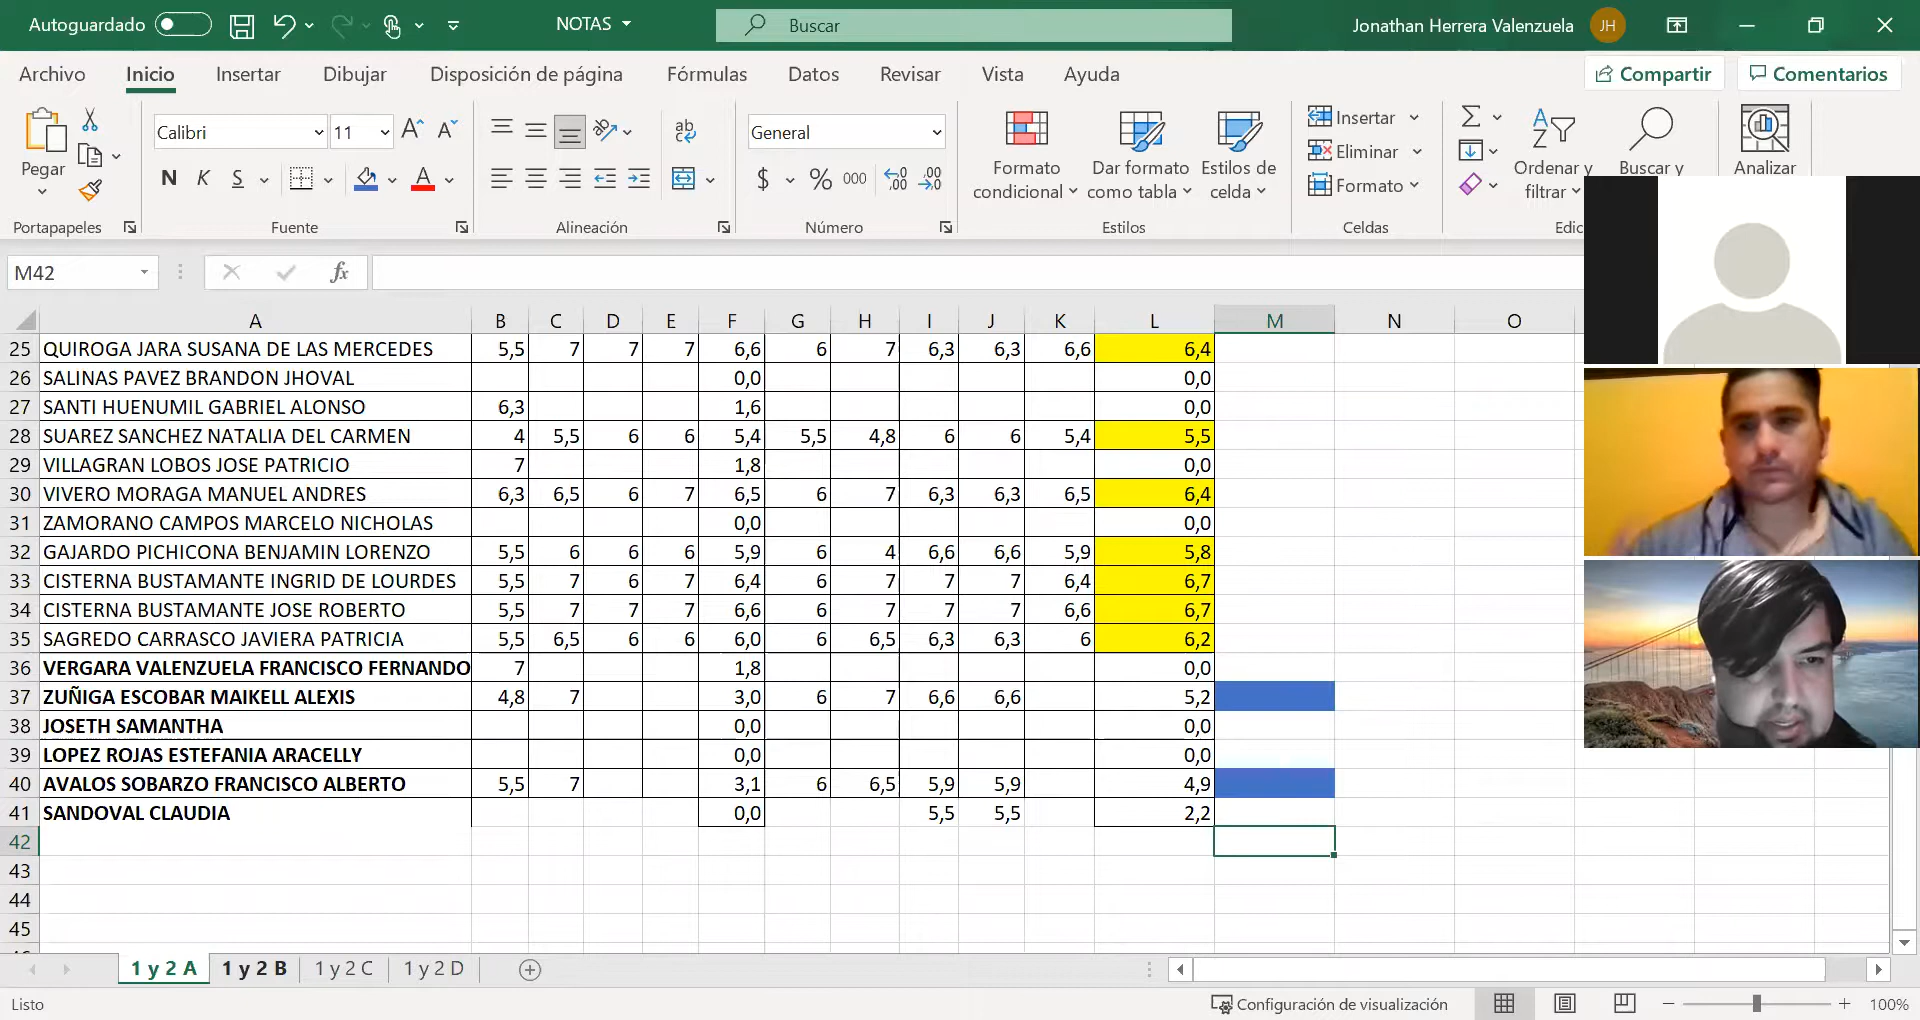 Autoguardado NOTAS Buscar Jonathan Herrera Valenzuela JH
Archivo Inicio Insertar Dibujar Disposición de página Fórmulas Datos Revisar Vista Ayuda Compartir Comentarios
Calibri 11 General Insertar
Pegar Formato Dar formato Estilos de Eliminar Ordenar y Buscar y Analizar
N K S $ % 000 condicional como tabla celda Formato filtrar
Portapapeles Fuente Alineación Número Estilos Celdas Edic
M42 fx
A B C D E F G H I J K L M N O
25 QUIROGA JARA SUSANA DE LAS MERCEDES 5,5 7 7 7 6,6 6 7 6,3 6,3 6,6 6,4
26 SALINAS PAVEZ BRANDON JHOVAL 0,0 0,0
27 SANTI HUENUMIL GABRIEL ALONSO 6,3 1,6 0,0
28 SUAREZ SANCHEZ NATALIA DEL CARMEN 4 5,5 6 6 5,4 5,5 4,8 6 6 5,4 5,5
29 VILLAGRAN LOBOS JOSE PATRICIO 7 1,8 0,0
30 VIVERO MORAGA MANUEL ANDRES 6,3 6,5 6 7 6,5 6 7 6,3 6,3 6,5 6,4
31 ZAMORANO CAMPOS MARCELO NICHOLAS 0,0 0,0
32 GAJARDO PICHICONA BENJAMIN LORENZO 5,5 6 6 6 5,9 6 4 6,6 6,6 5,9 5,8
33 CISTERNA BUSTAMANTE INGRID DE LOURDES 5,5 7 6 7 6,4 6 7 7 7 6,4 6,7
34 CISTERNA BUSTAMANTE JOSE ROBERTO 5,5 7 7 7 6,6 6 7 7 7 6,6 6,7
35 SAGREDO CARRASCO JAVIERA PATRICIA 5,5 6,5 6 6 6,0 6 6,5 6,3 6,3 6 6,2
36 VERGARA VALENZUELA FRANCISCO FERNANDO 7 1,8 0,0
37 ZUÑIGA ESCOBAR MAIKELL ALEXIS 4,8 7 3,0 6 7 6,6 6,6 5,2
38 JOSETH SAMANTHA 0,0 0,0
39 LOPEZ ROJAS ESTEFANIA ARACELLY 0,0 0,0
40 AVALOS SOBARZO FRANCISCO ALBERTO 5,5 7 3,1 6 6,5 5,9 5,9 4,9
41 SANDOVAL CLAUDIA 0,0 5,5 5,5 2,2
42
43
44
45
1 y 2 A 1 y 2 B 1 y 2 C 1 y 2 D
Listo Configuración de visualización 100%